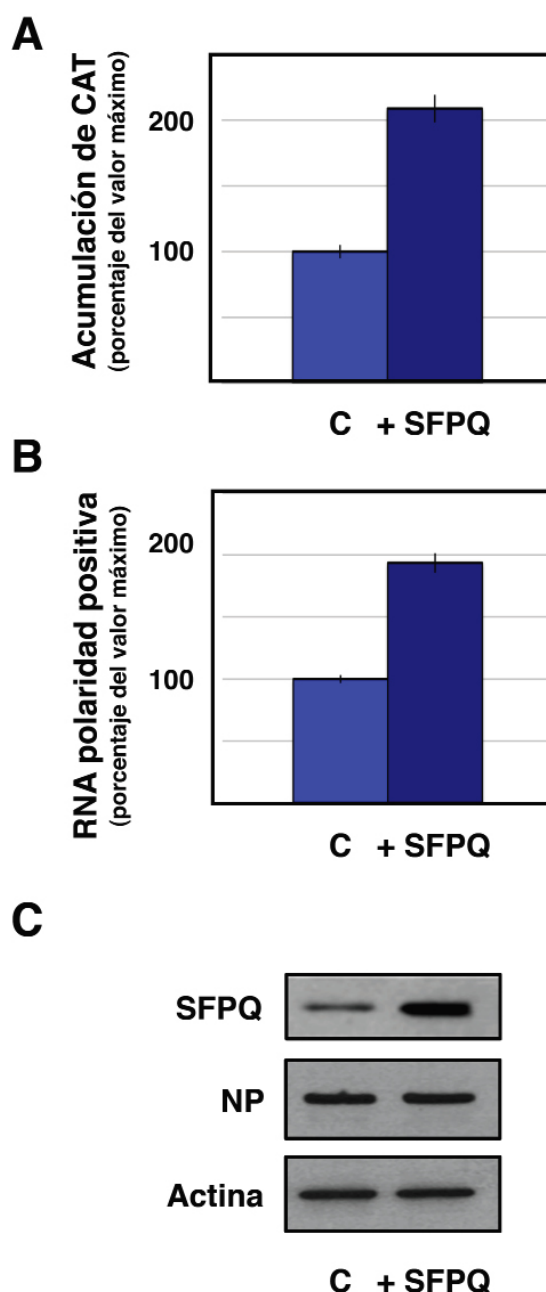 A
Acumulación de CAT
(porcentaje del valor máximo)
200
100
C + SFPQ
B
RNA polaridad positiva
(porcentaje del valor máximo)
200
100
C + SFPQ
C
SFPQ
NP
Actina
C + SFPQ